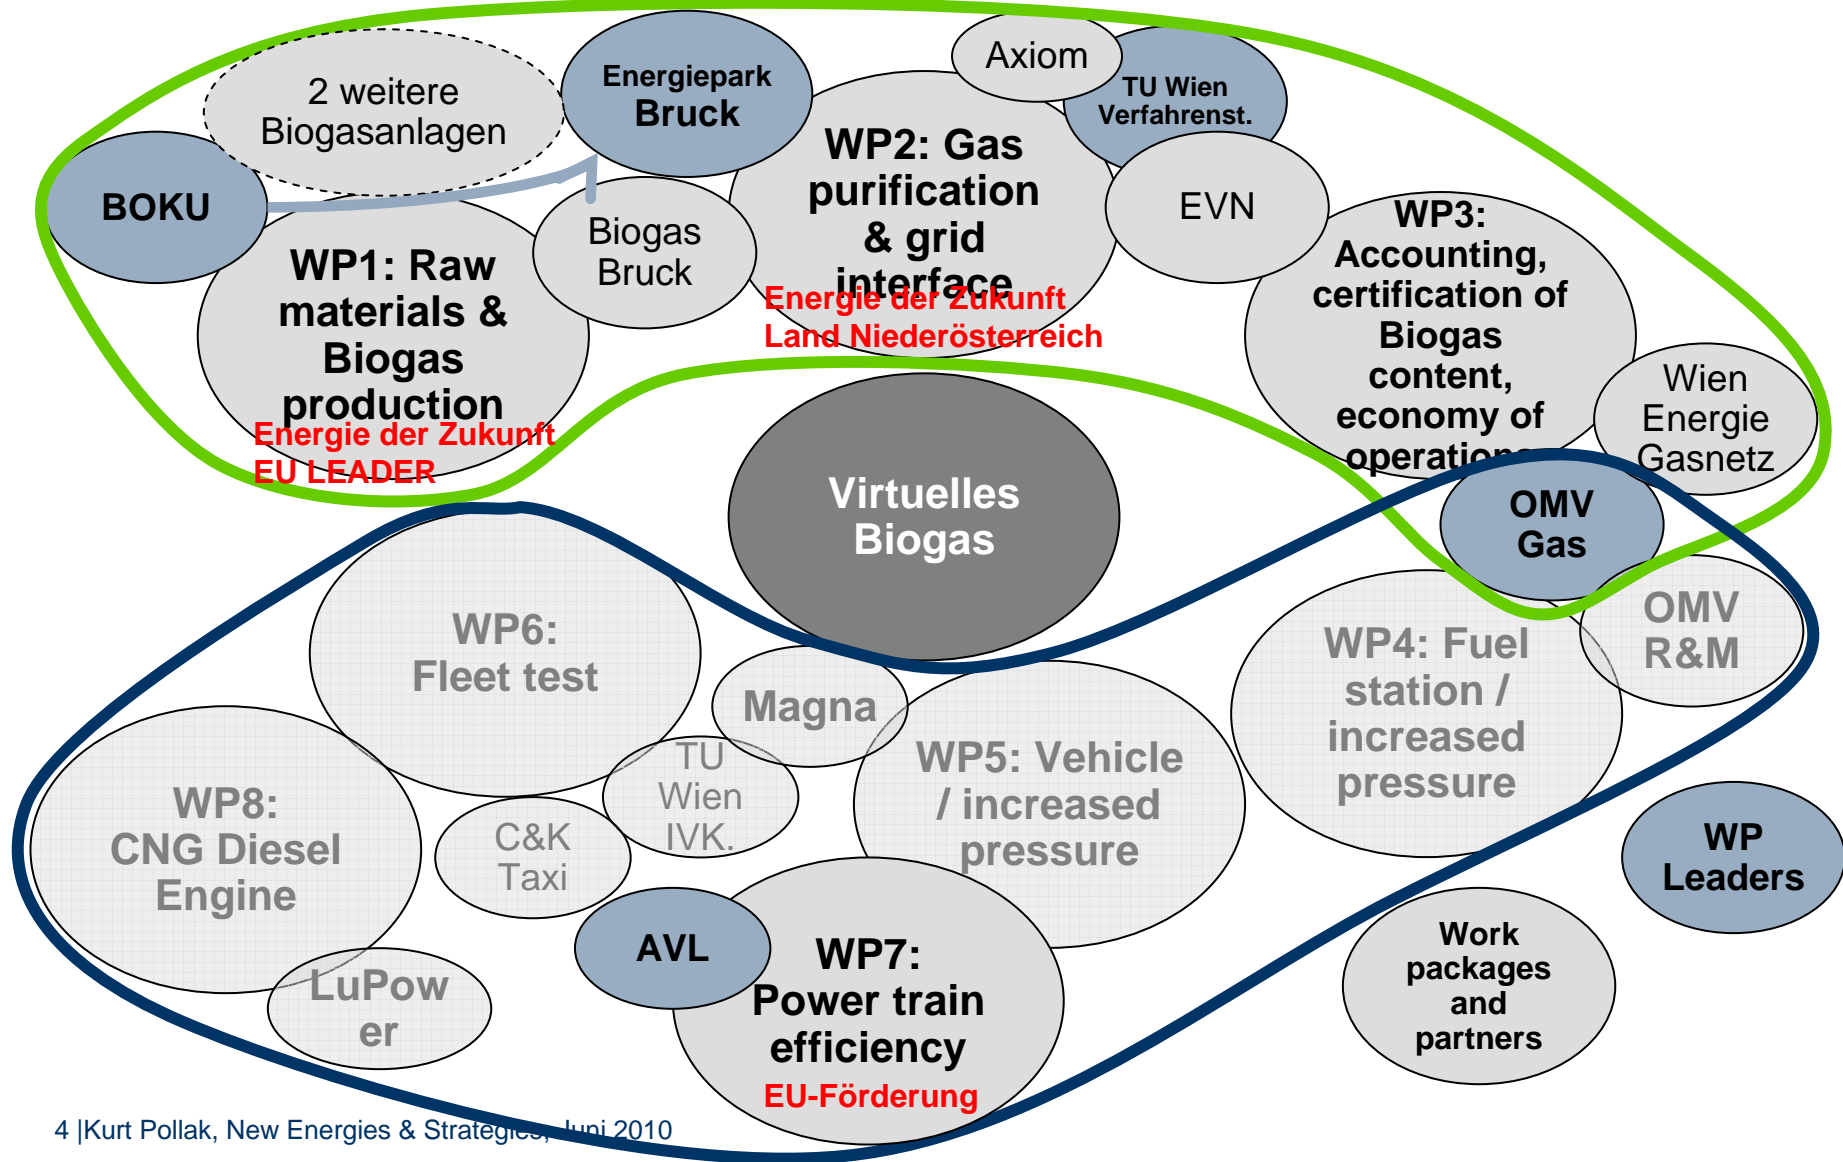 Axiom
2 weitere
Biogasanlagen
Energiepark
Bruck
TU Wien
Verfahrenst.
BOKU
WP2: Gas
purification
& grid
interface
Energie der Zukunft
Land Niederösterreich
EVN
Biogas
Bruck
WP1: Raw
materials &
Biogas
production
Energie der Zukunft
EU LEADER
WP3:
Accounting,
certification of
Biogas
content,
economy of
operations
Wien
Energie
Gasnetz
Virtuelles
Biogas
OMV
Gas
OMV
R&M
WP6:
Fleet test
WP4: Fuel
station /
increased
pressure
Magna
TU
Wien
IVK.
WP5: Vehicle
/ increased
pressure
WP8:
CNG Diesel
Engine
C&K
Taxi
WP
Leaders
AVL
WP7:
Power train
efficiency
EU-Förderung
LuPow
er
Work
packages
and
partners
4 |Kurt Pollak, New Energies & Strategies, Juni 2010